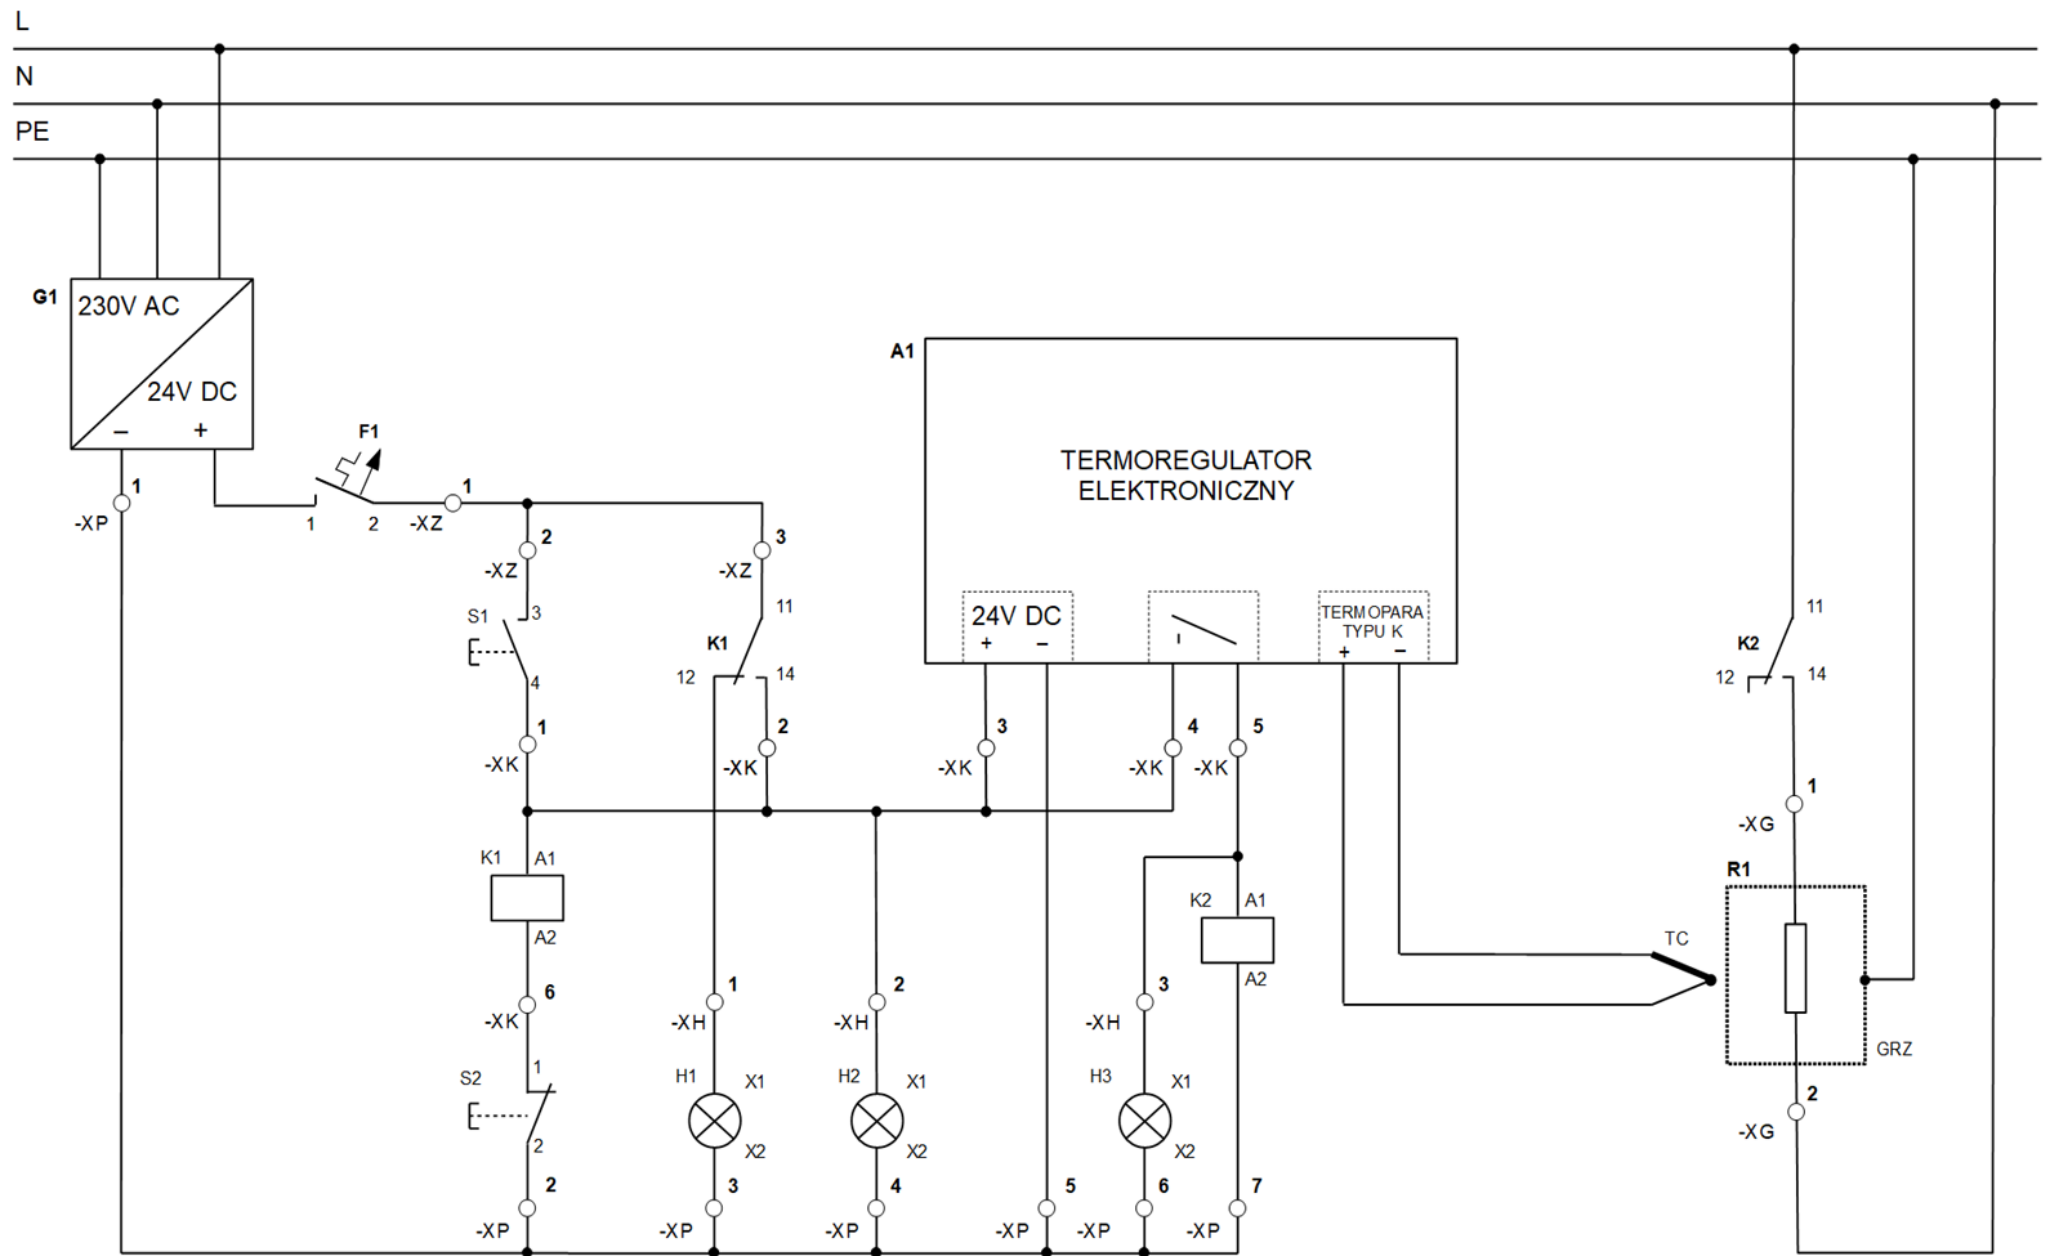 L
N
PE
G1
230V AC
24V DC
– +
1
-XP
F1
1 2
1
-XZ
2
-XZ
3
-XZ
S1
3
4
K1
11
12
14
1
-XK
2
-XK
A1
TERMOREGULATOR
ELEKTRONICZNY
24V DC
+ –
TERMOPARA
TYPU K
+ –
3
-XK
4
-XK
5
-XK
K2
11
12
14
1
-XG
R1
K1
A1
A2
K2
A1
A2
TC
GRZ
6
-XK
1
-XH
2
-XH
3
-XH
S2
1
2
H1
X1
X2
H2
X1
X2
H3
X1
X2
2
-XG
2
-XP
3
-XP
4
-XP
5
-XP
6
-XP
7
-XP